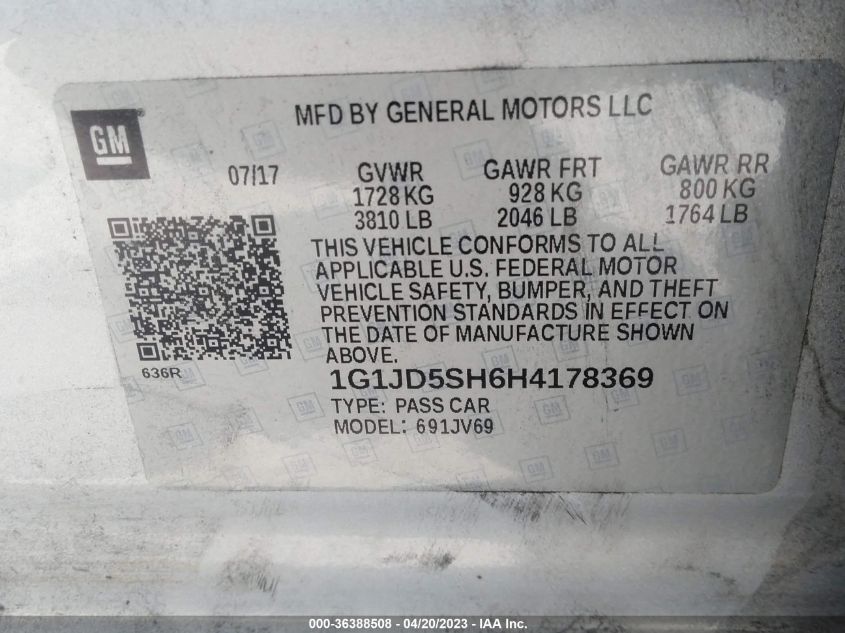 GM
MFD BY GENERAL MOTORS LLC
07/17
GVWR
1728 KG
3810 LB
GAWR FRT
928 KG
2046 LB
GAWR RR
800 KG
1764 LB
THIS VEHICLE CONFORMS TO ALL
APPLICABLE U.S. FEDERAL MOTOR
VEHICLE SAFETY, BUMPER, AND THEFT
PREVENTION STANDARDS IN EFFECT ON
THE DATE OF MANUFACTURE SHOWN
ABOVE.
636R
1G1JD5SH6H4178369
TYPE: PASS CAR
MODEL: 691JV69
000-36388508 - 04/20/2023 - IAA Inc.